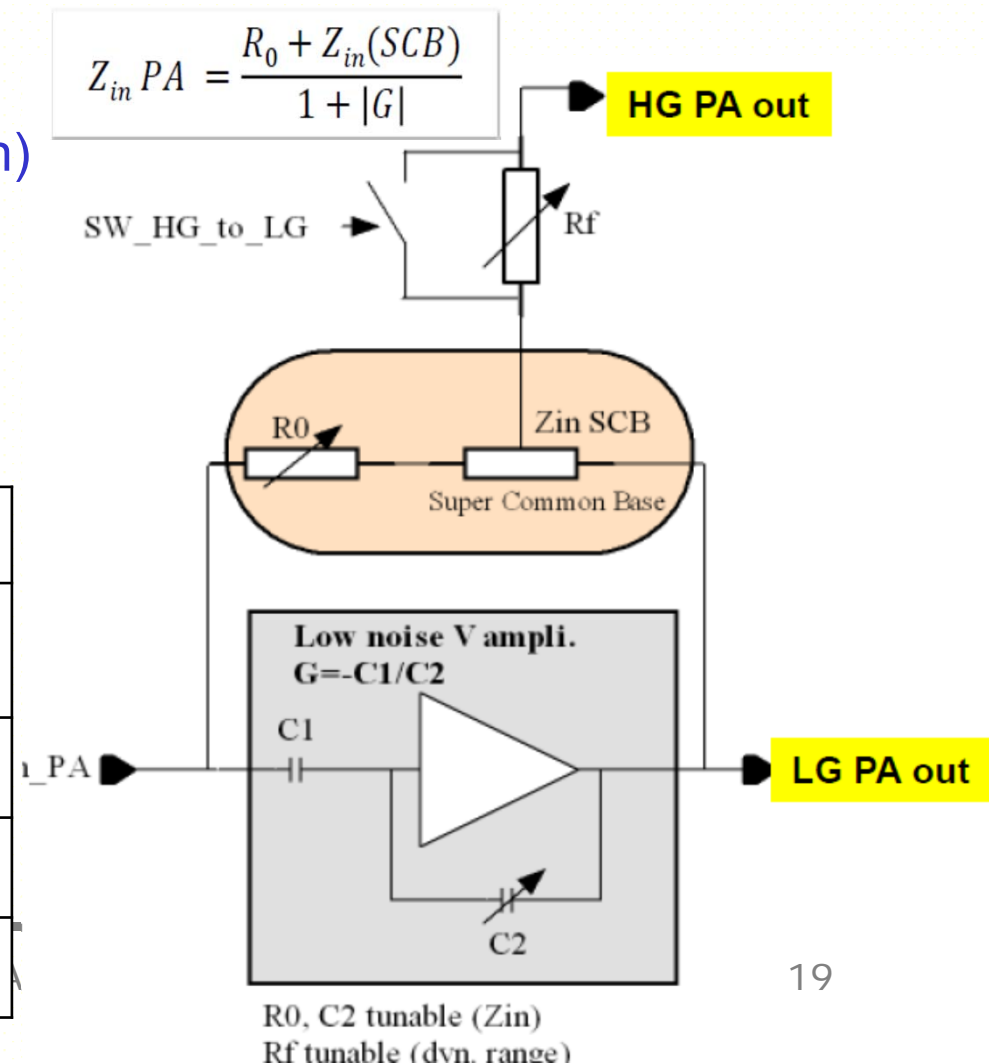 Z_in PA = (R_0 + Z_in(SCB)) / (1 + |G|)
HG PA out
SW_HG_to_LG
Rf
R0
Zin SCB
Super Common Base
Low noise V ampli.
G=-C1/C2
C1
_PA
LG PA out
C2
19
R0, C2 tunable (Zin)
Rf tunable (dyn. range)